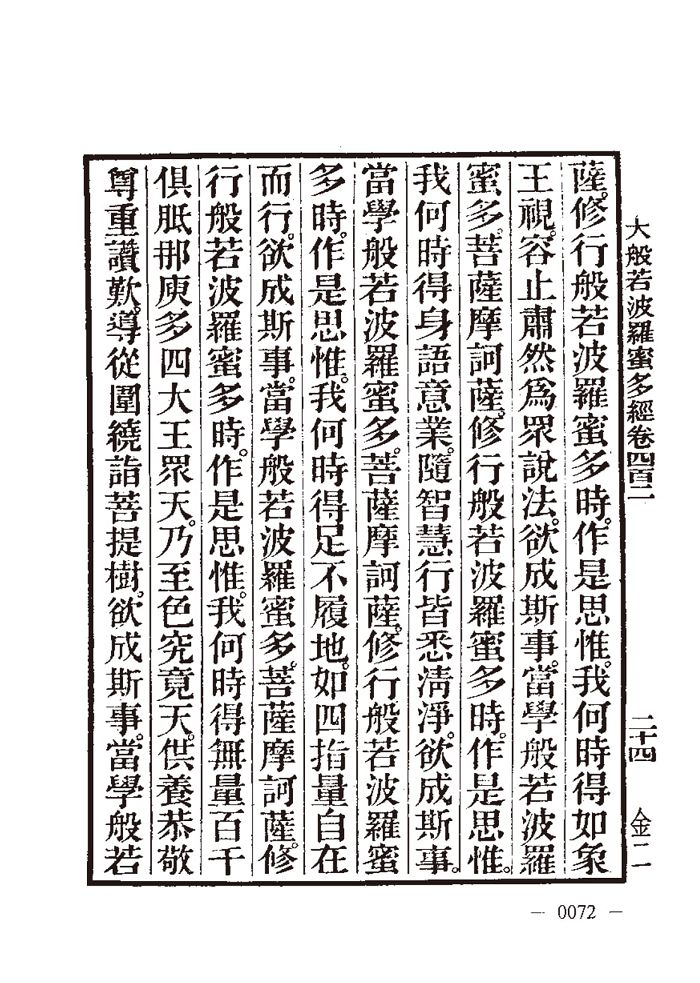 大般若波羅蜜多經卷四百二 二十四 金二
薩。修行般若波羅蜜多時。作是思惟。我何時得如象
王視。容止肅然爲眾說法。欲成斯事。當學般若波羅
蜜多。菩薩摩訶薩。修行般若波羅蜜多時。作是思惟。
我何時得身語意業。隨智慧行皆悉清淨。欲成斯事。
當學般若波羅蜜多。菩薩摩訶薩。修行般若波羅蜜
多時。作是思惟。我何時得足不履地。如四指量自在
而行。欲成斯事。當學般若波羅蜜多。菩薩摩訶薩。修
行般若波羅蜜多時。作是思惟。我何時得無量百千
俱胝那庾多四大王眾天。乃至色究竟天。供養恭敬
尊重讚歎。導從圍繞詣菩提樹。欲成斯事。當學般若
— 0072 —